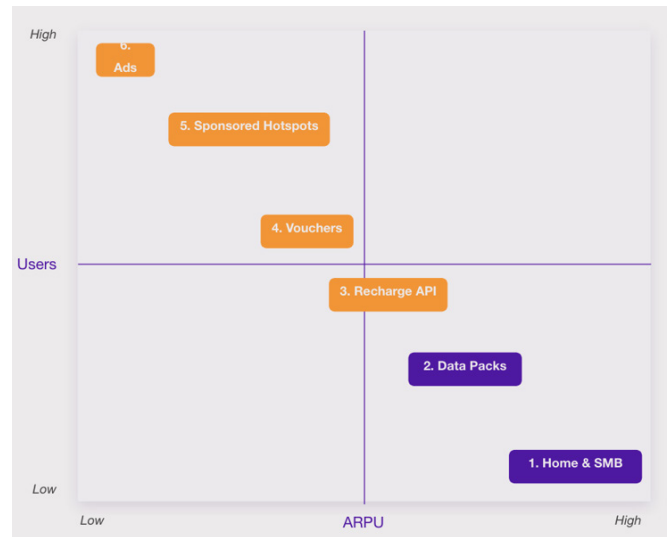 High
6.
Ads
5. Sponsored Hotspots
4. Vouchers
Users
3. Recharge API
2. Data Packs
1. Home & SMB
Low
Low
ARPU
High